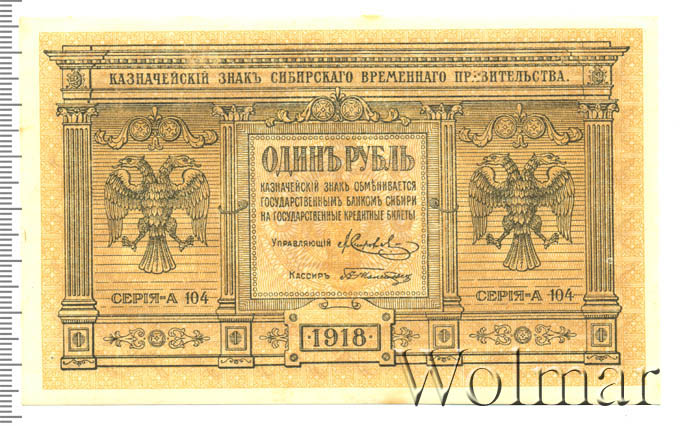 КАЗНАЧЕЙСКІЙ ЗНАКЪ СИБИРСКАГО ВРЕМЕННАГО ПРАВИТЕЛЬСТВА.
ОДИНЪ РУБЛЬ
КАЗНАЧЕЙСКІЙ ЗНАКЪ ОБМѢНИВАЕТСЯ
ГОСУДАРСТВЕННЫМЪ БАНКОМЪ СИБИРИ
НА ГОСУДАРСТВЕННЫЕ КРЕДИТНЫЕ БИЛЕТЫ
УПРАВЛЯЮЩІЙ
КАССИРЪ
СЕРІЯ-А 104
СЕРІЯ-А 104
·1918·
Wolmar